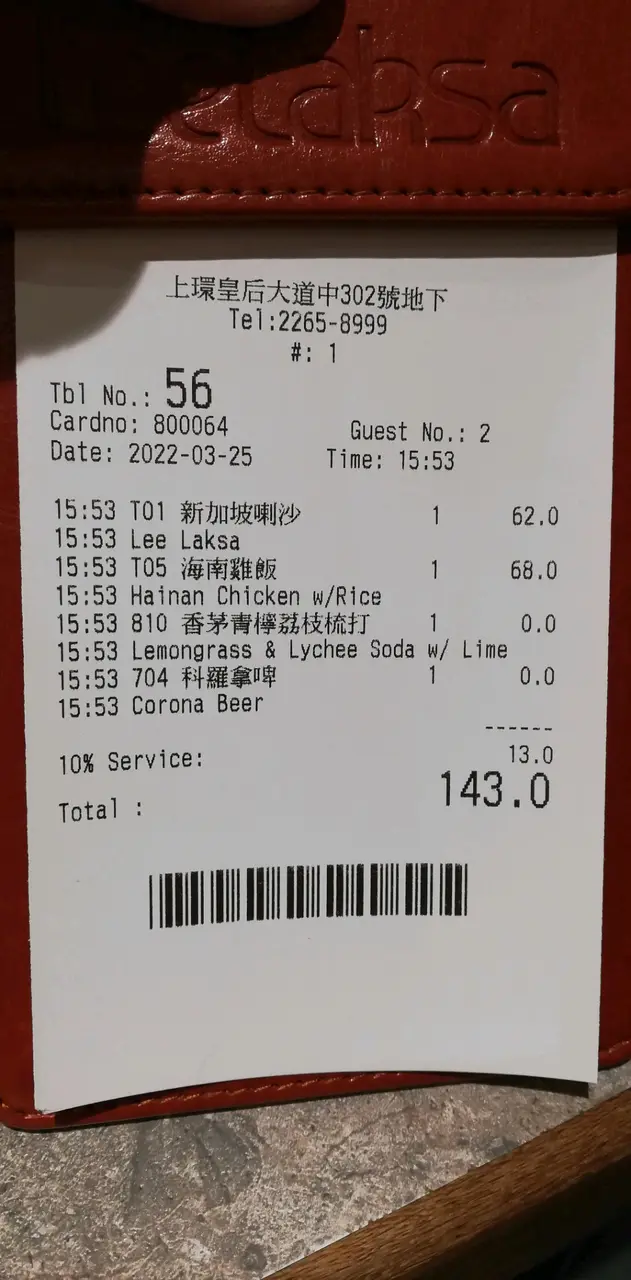 eLaksa
上環皇后大道中302號地下
Tel:2265-8999
#: 1
Tbl No.: 56
Cardno: 800064 Guest No.: 2
Date: 2022-03-25 Time: 15:53
15:53 T01 新加坡喇沙 1 62.0
15:53 Lee Laksa
15:53 T05 海南雞飯 1 68.0
15:53 Hainan Chicken w/Rice
15:53 810 香茅青檸荔枝梳打 1 0.0
15:53 Lemongrass & Lychee Soda w/ Lime
15:53 704 科羅拿啤 1 0.0
15:53 Corona Beer
------
10% Service: 13.0
Total : 143.0